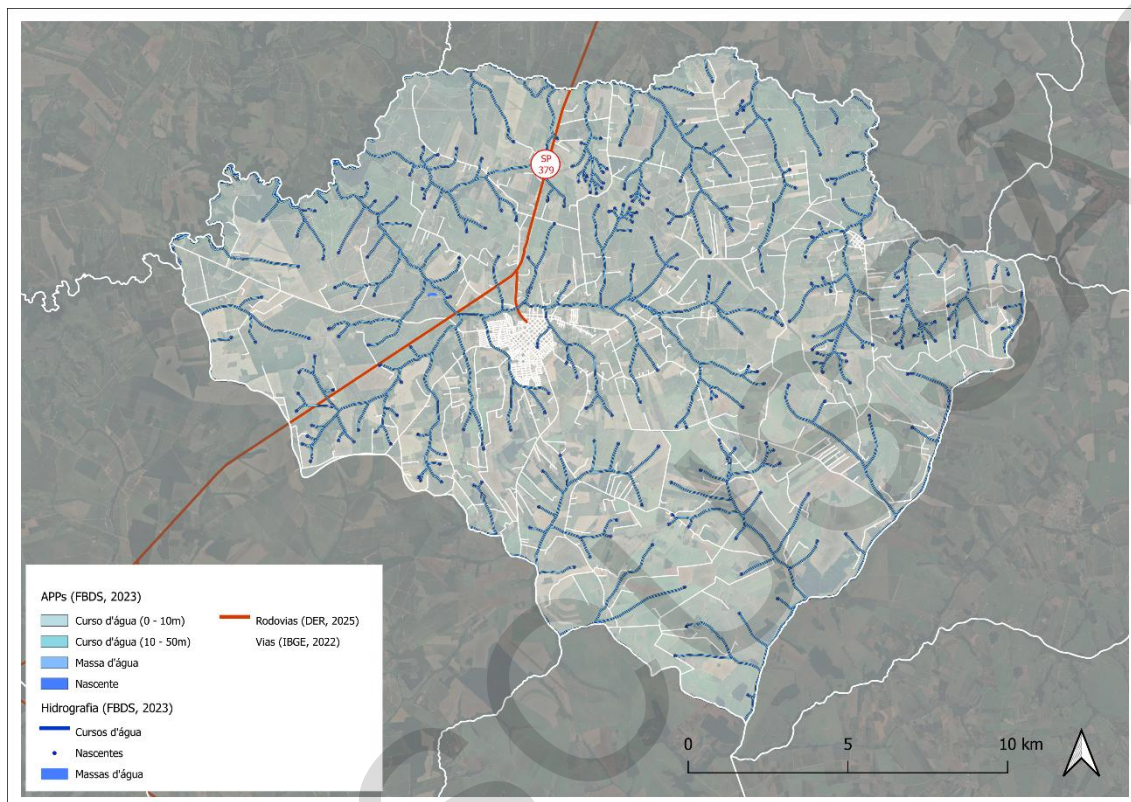 SP
379
APPs (FBDS, 2023)
Curso d'água (0 - 10m)
Curso d'água (10 - 50m)
Massa d'água
Nascente
Rodovias (DER, 2025)
Vias (IBGE, 2022)
Hidrografia (FBDS, 2023)
Cursos d'água
Nascentes
Massas d'água
0 5 10 km